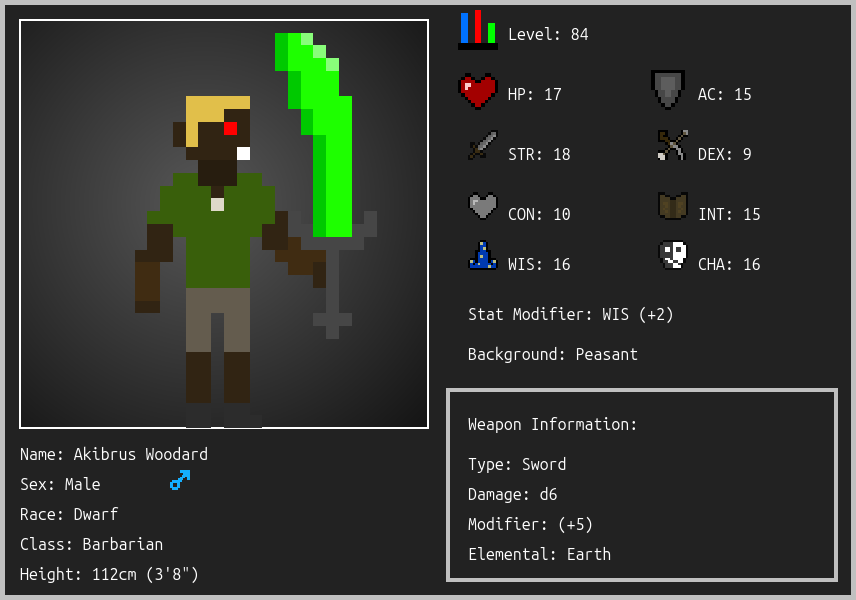 Level: 84
HP: 17
AC: 15
STR: 18
DEX: 9
CON: 10
INT: 15
WIS: 16
CHA: 16
Stat Modifier: WIS (+2)
Background: Peasant
Weapon Information:
Type: Sword
Damage: d6
Modifier: (+5)
Elemental: Earth
Name: Akibrus Woodard
Sex: Male
Race: Dwarf
Class: Barbarian
Height: 112cm (3'8")